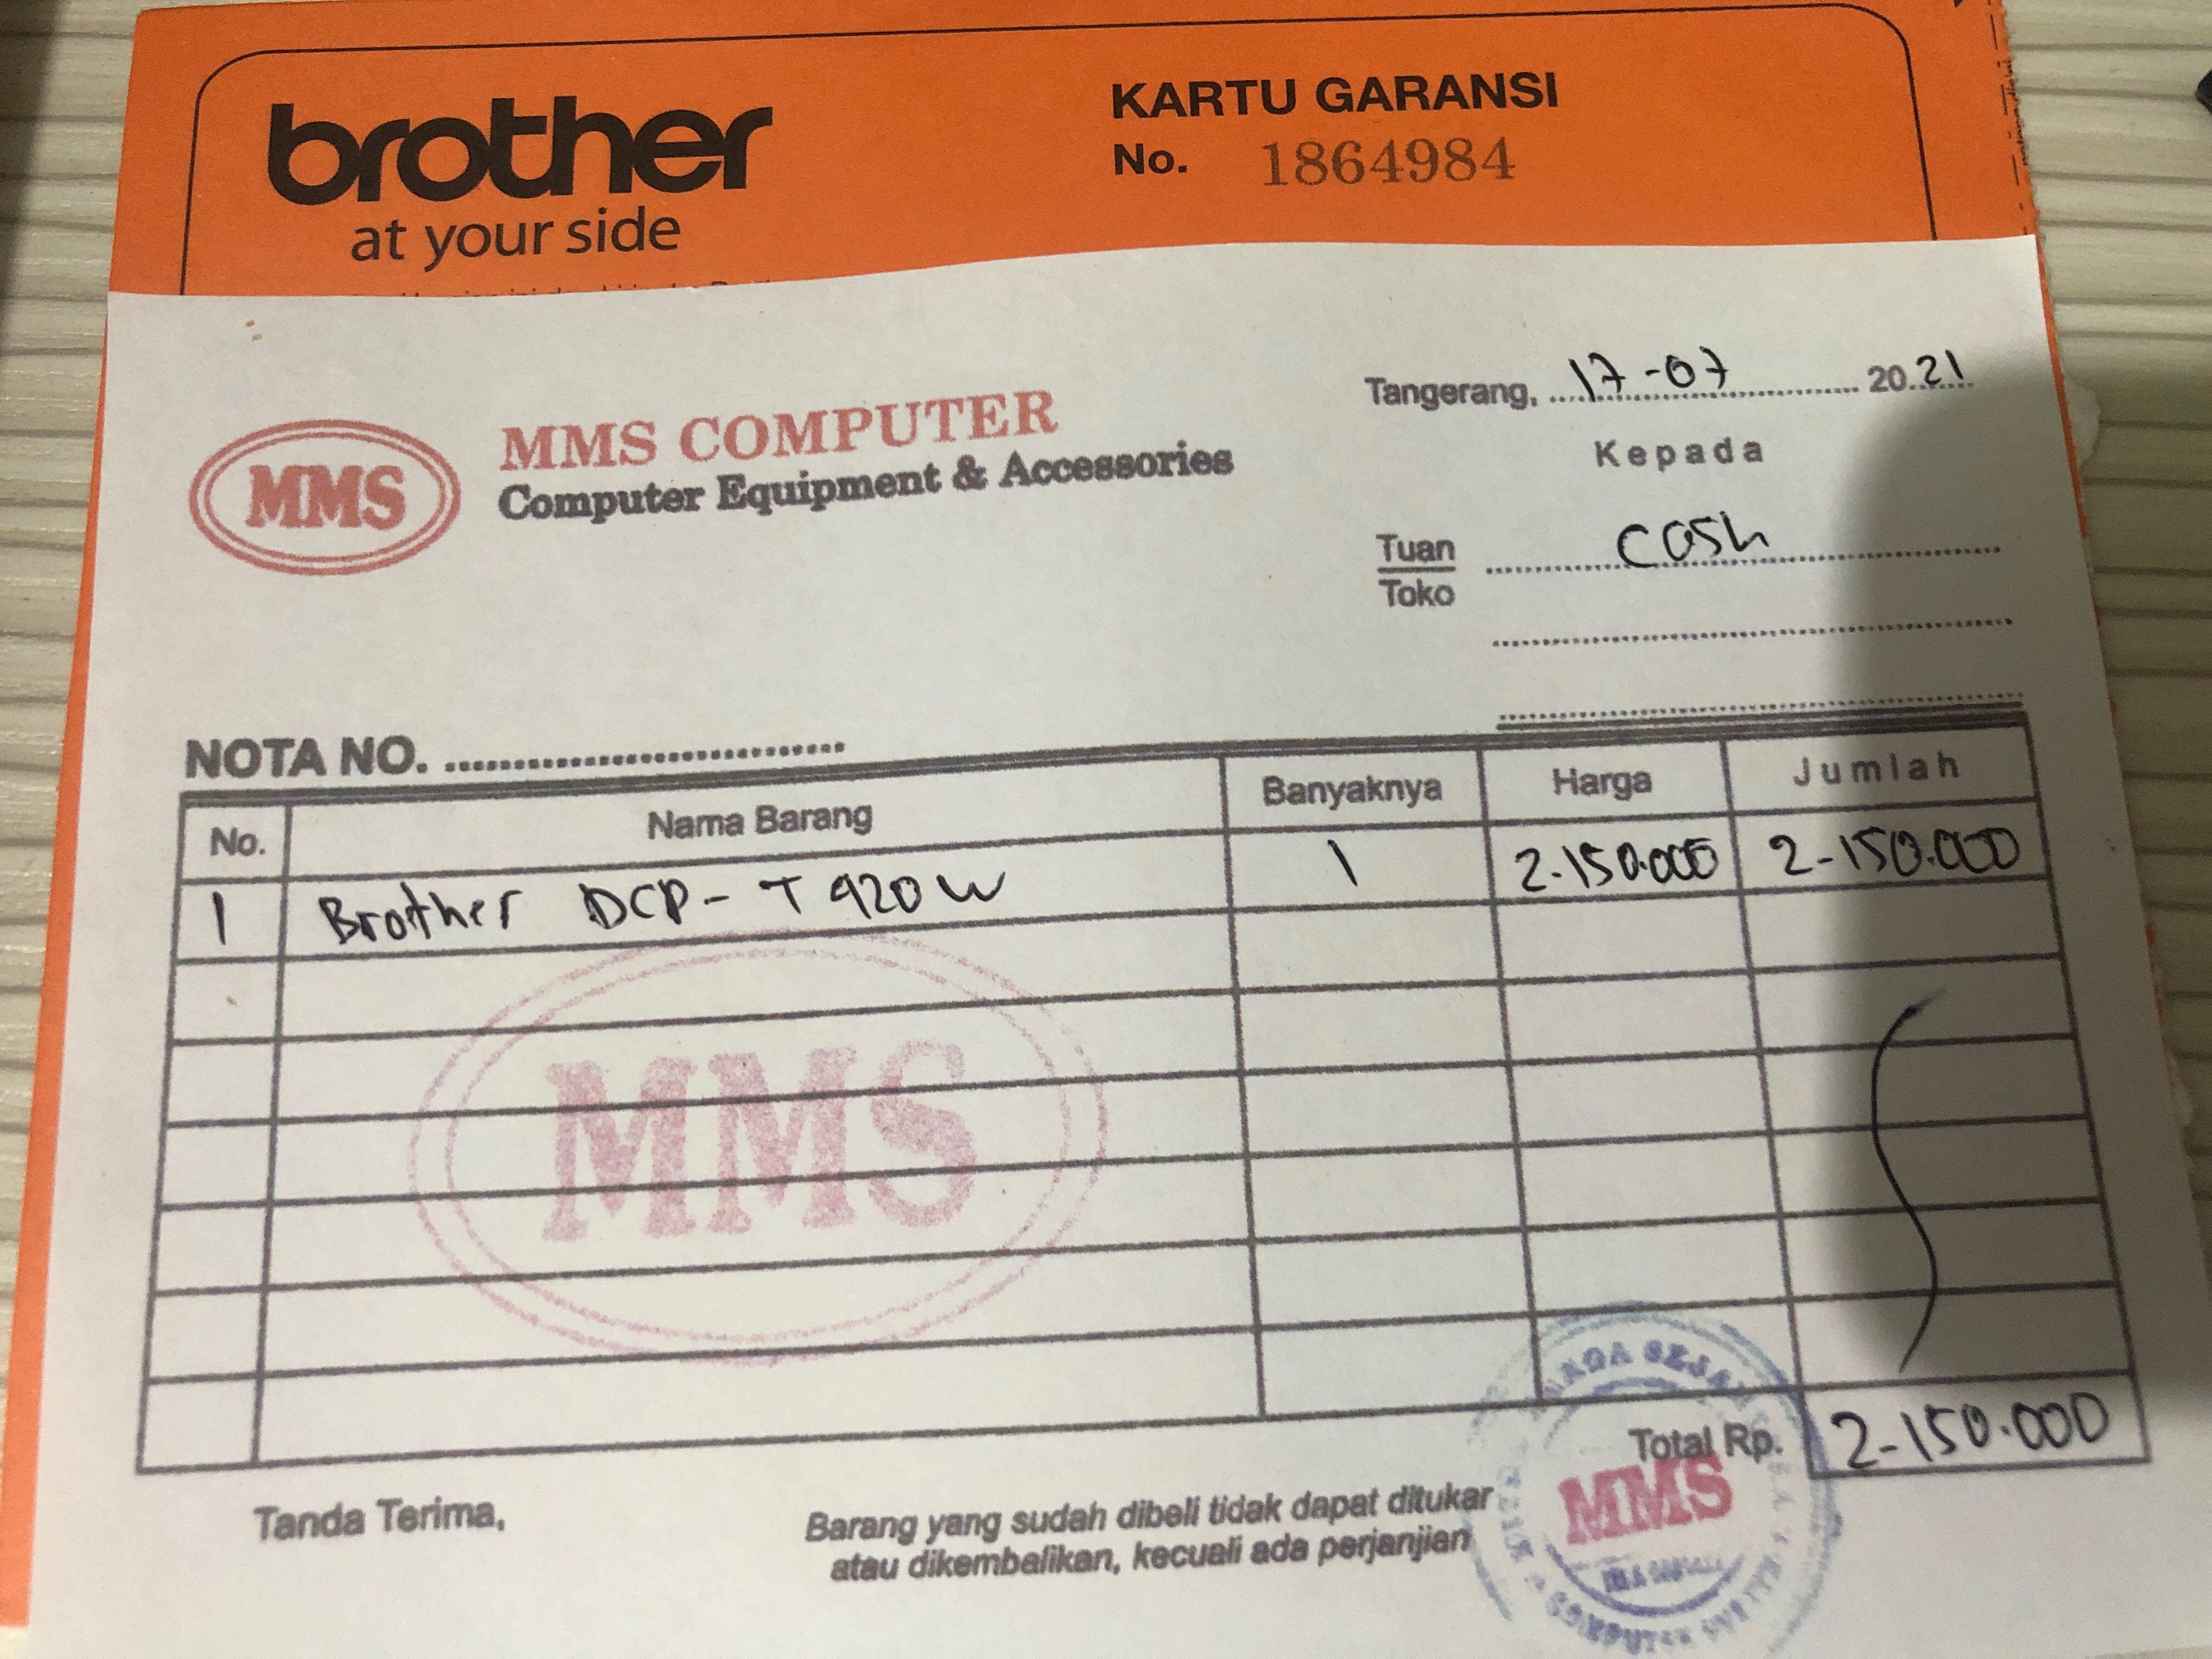 brother
at your side
KARTU GARANSI
No. 1864984
Tangerang, 17-07 2021
Kepada
MMS
MMS COMPUTER
Computer Equipment & Accessories
Tuan
Toko
cash
NOTA NO.
No. Nama Barang Banyaknya Harga Jumlah
1 Brother DCP-T920W 1 2.150.000 2-150.000
MMS
Total Rp. 2-150.000
MMS
Tanda Terima,
Barang yang sudah dibeli tidak dapat ditukar
atau dikembalikan, kecuali ada perjanjian